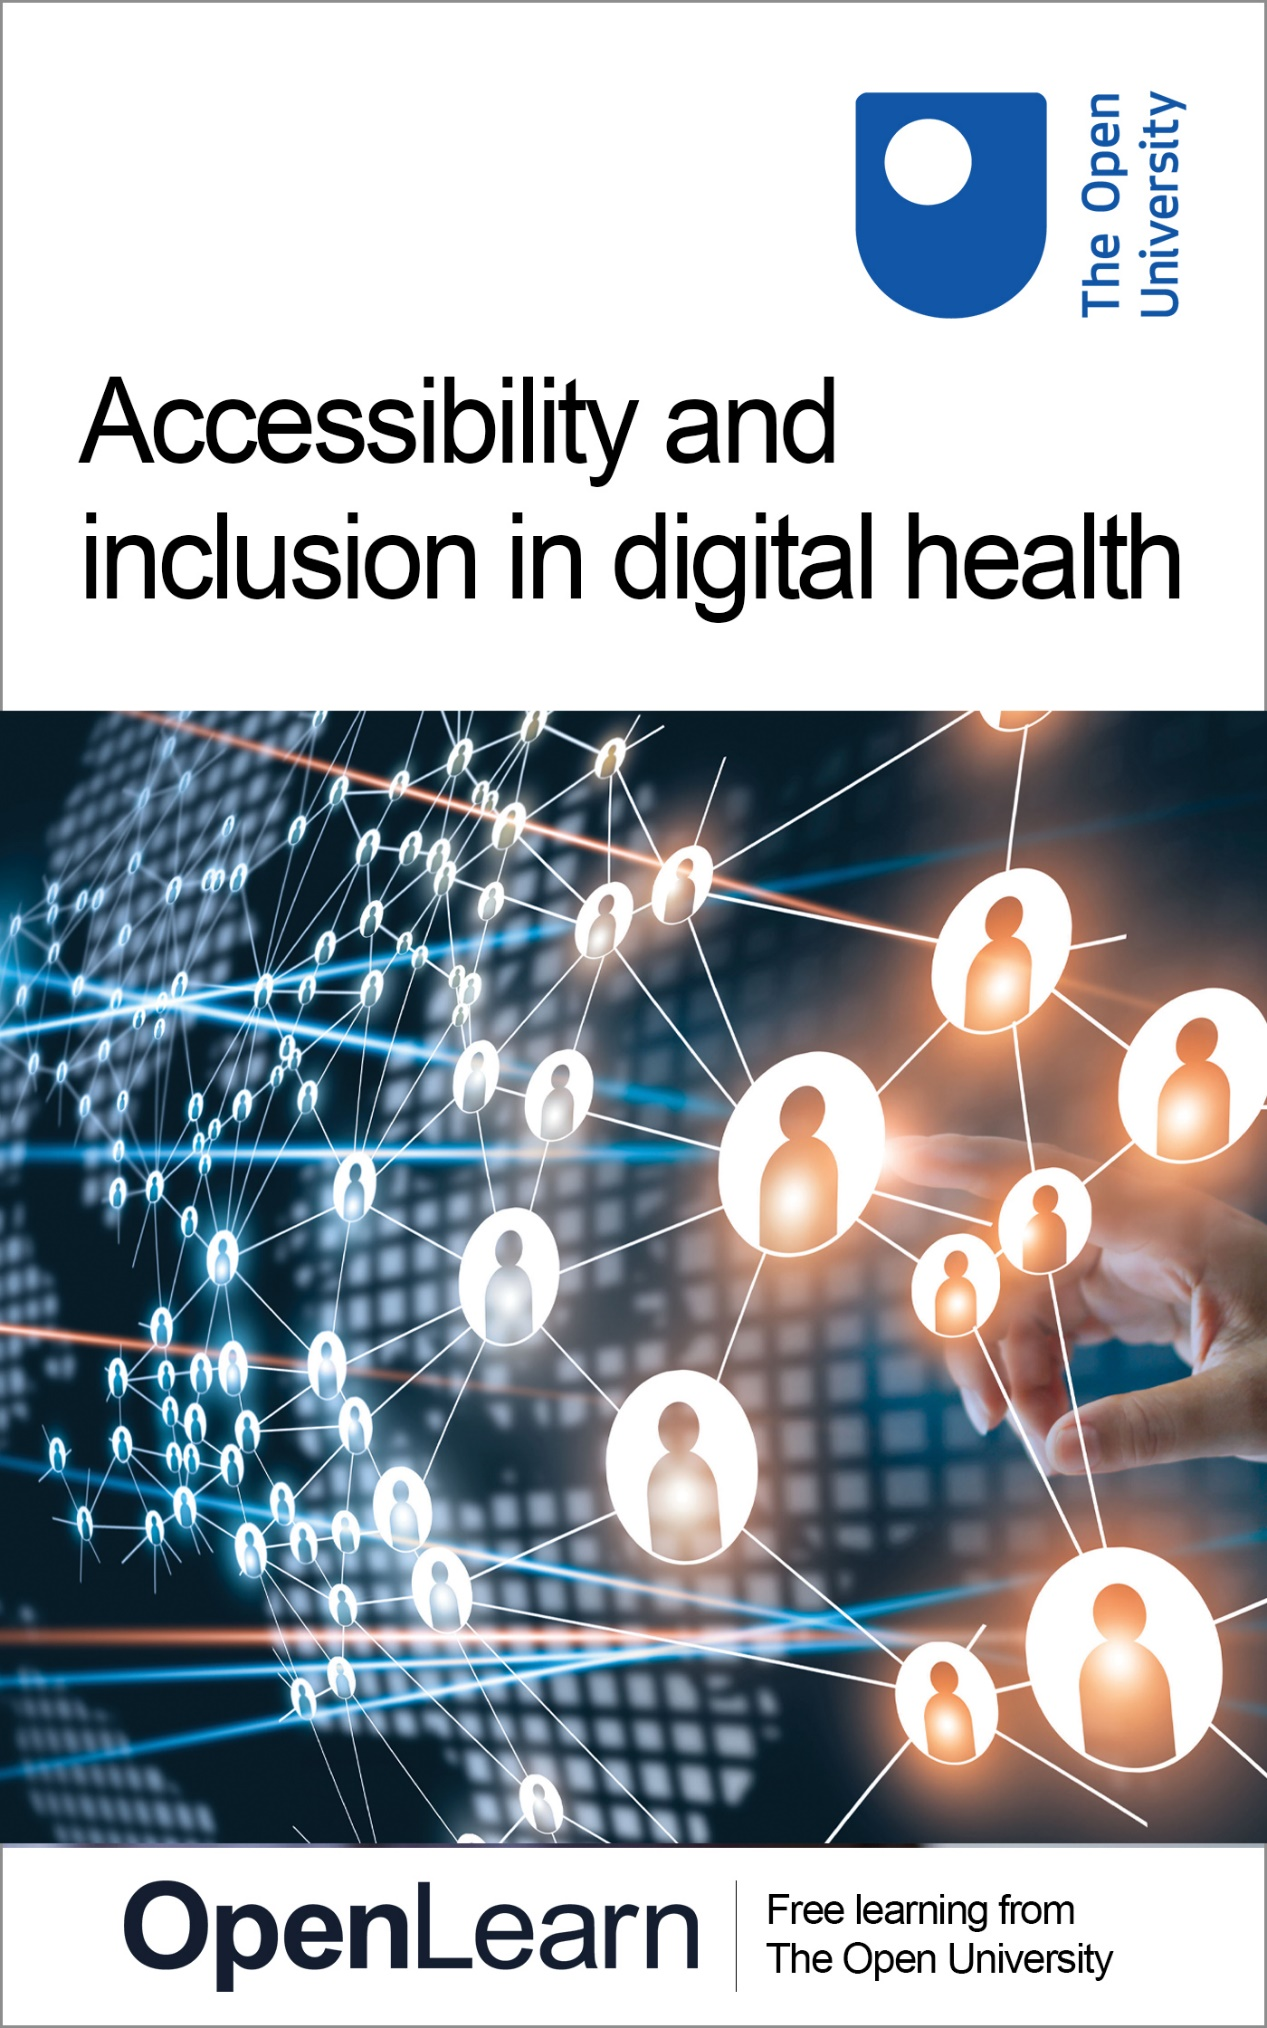 The Open
University
Accessibility and
inclusion in digital health
OpenLearn
Free learning from
The Open University